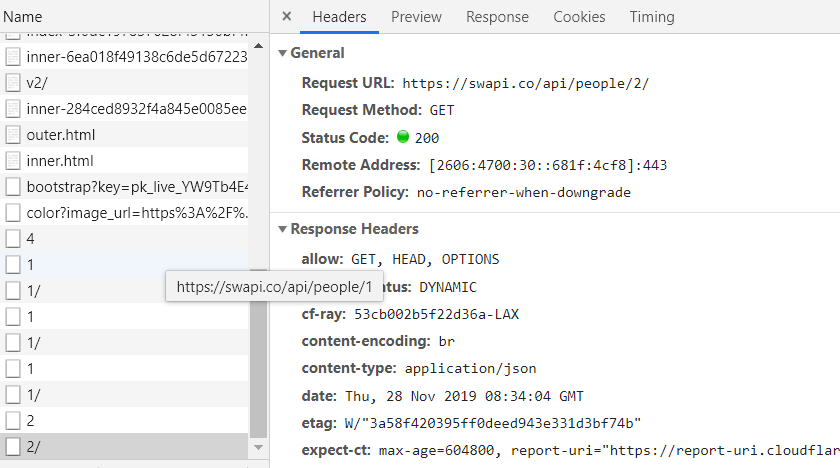 Name
Headers Preview Response Cookies Timing
inner-6ea018f49138c6de5d67223
v2/
inner-284ced8932f4a845e0085ee
outer.html
inner.html
bootstrap?key=pk_live_YW9Tb4E4
color?image_url=https%3A%2F%.
4
1
1/
1
1/
1
1/
2
2/
https://swapi.co/api/people/1
General
Request URL: https://swapi.co/api/people/2/
Request Method: GET
Status Code: 200
Remote Address: [2606:4700:30::681f:4cf8]:443
Referrer Policy: no-referrer-when-downgrade
Response Headers
allow: GET, HEAD, OPTIONS
atus: DYNAMIC
cf-ray: 53cb002b5f22d36a-LAX
content-encoding: br
content-type: application/json
date: Thu, 28 Nov 2019 08:34:04 GMT
etag: W/"3a58f420395ff0deed943e331d3bf74b"
expect-ct: max-age=604800, report-uri="https://report-uri.cloudflar